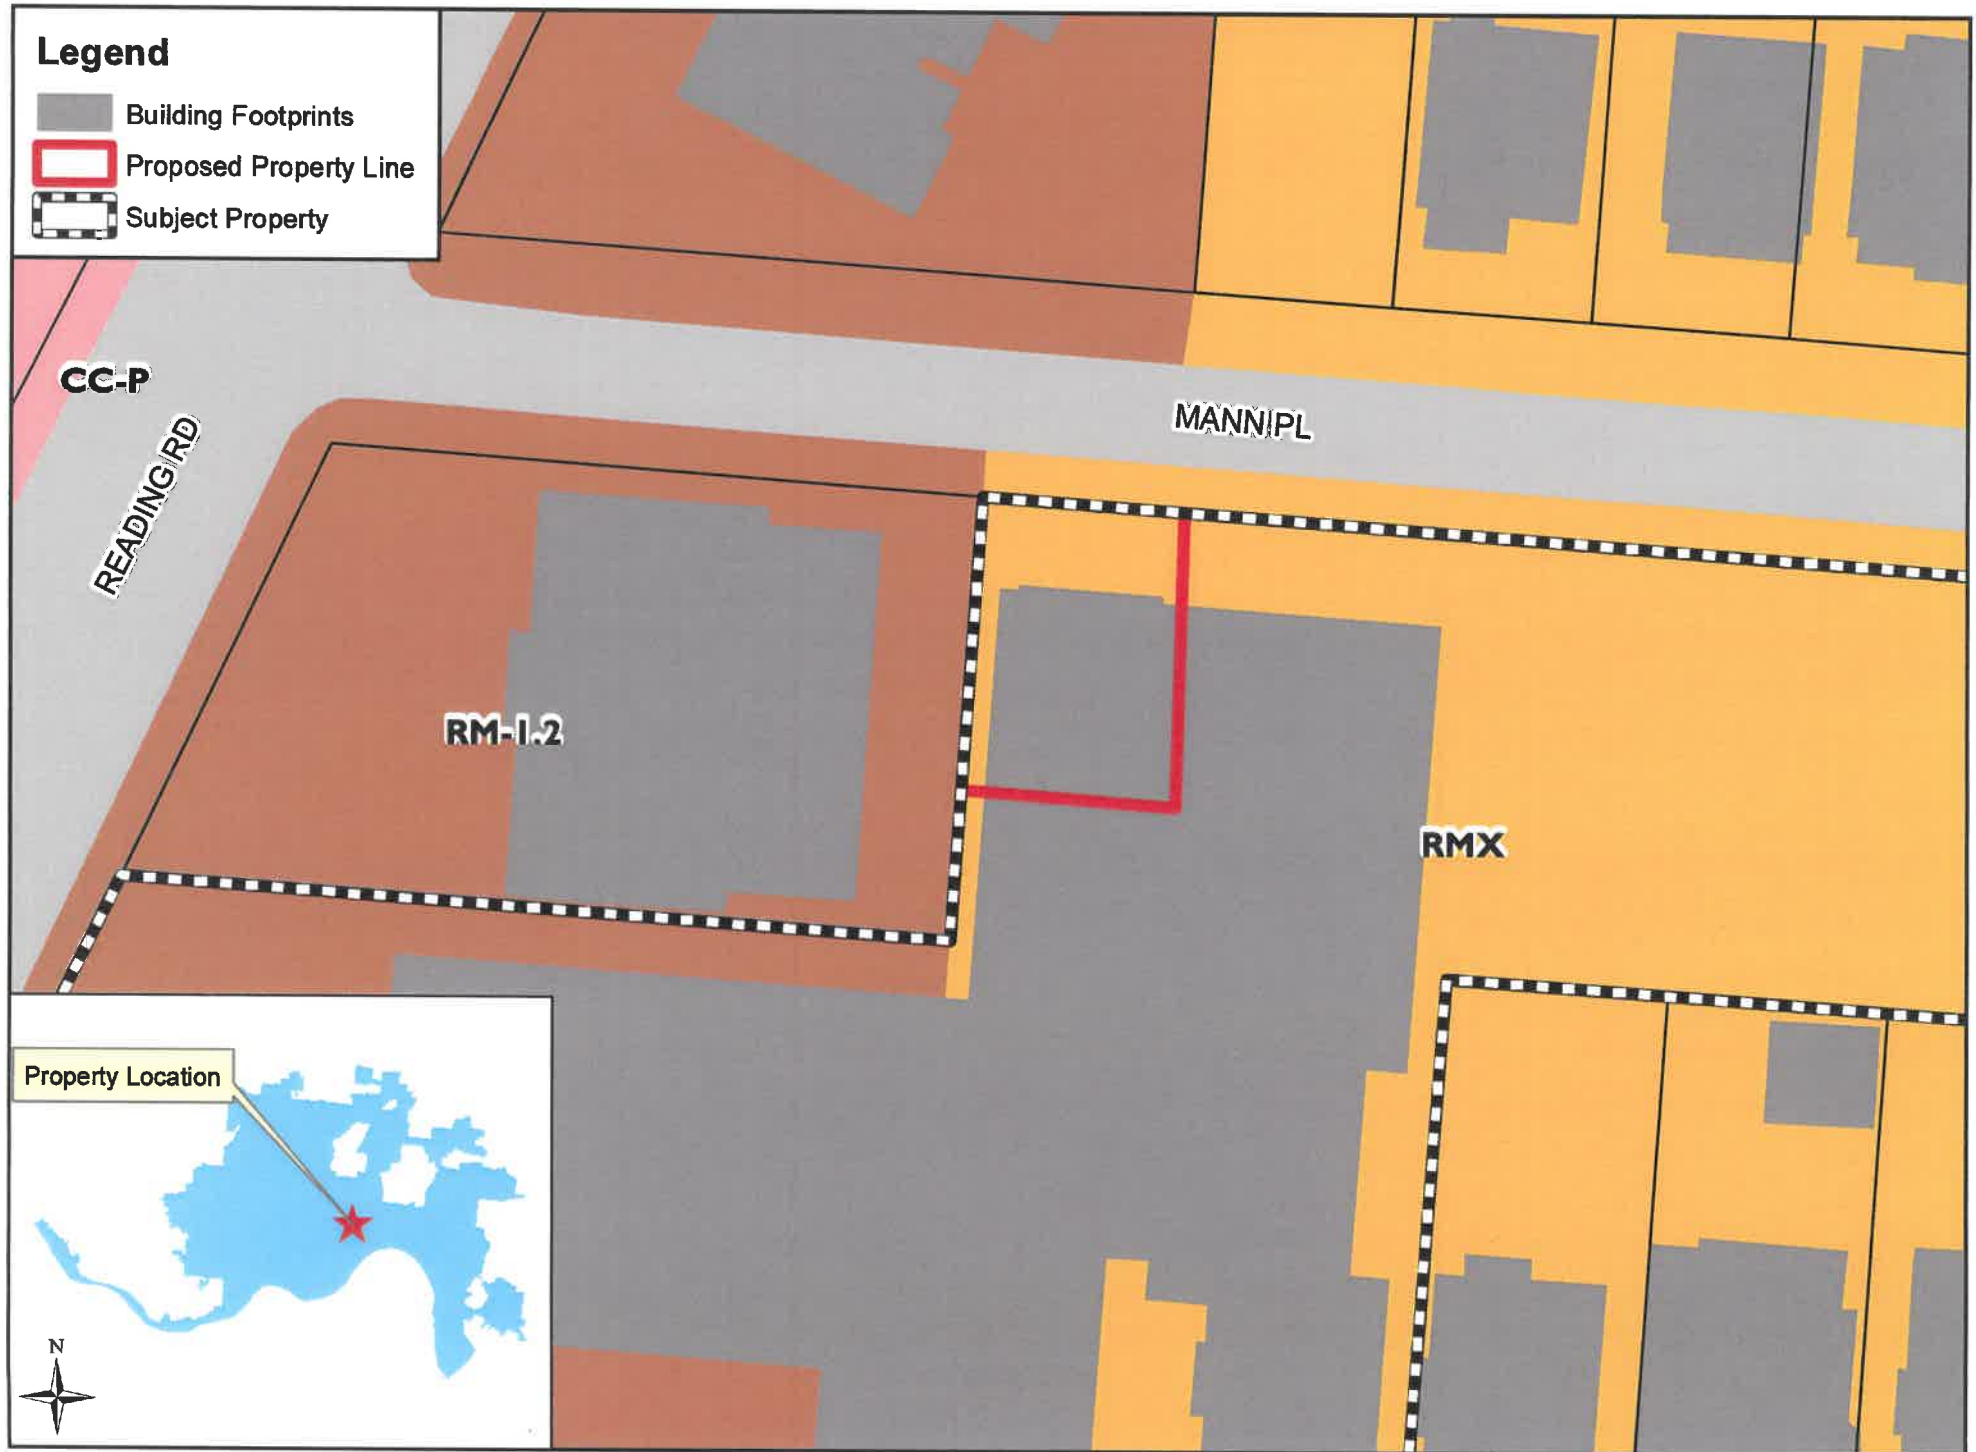 Legend
Building Footprints
Proposed Property Line
Subject Property
CC-P
READING RD
MANN PL
RM-1.2
RMX
Property Location
N